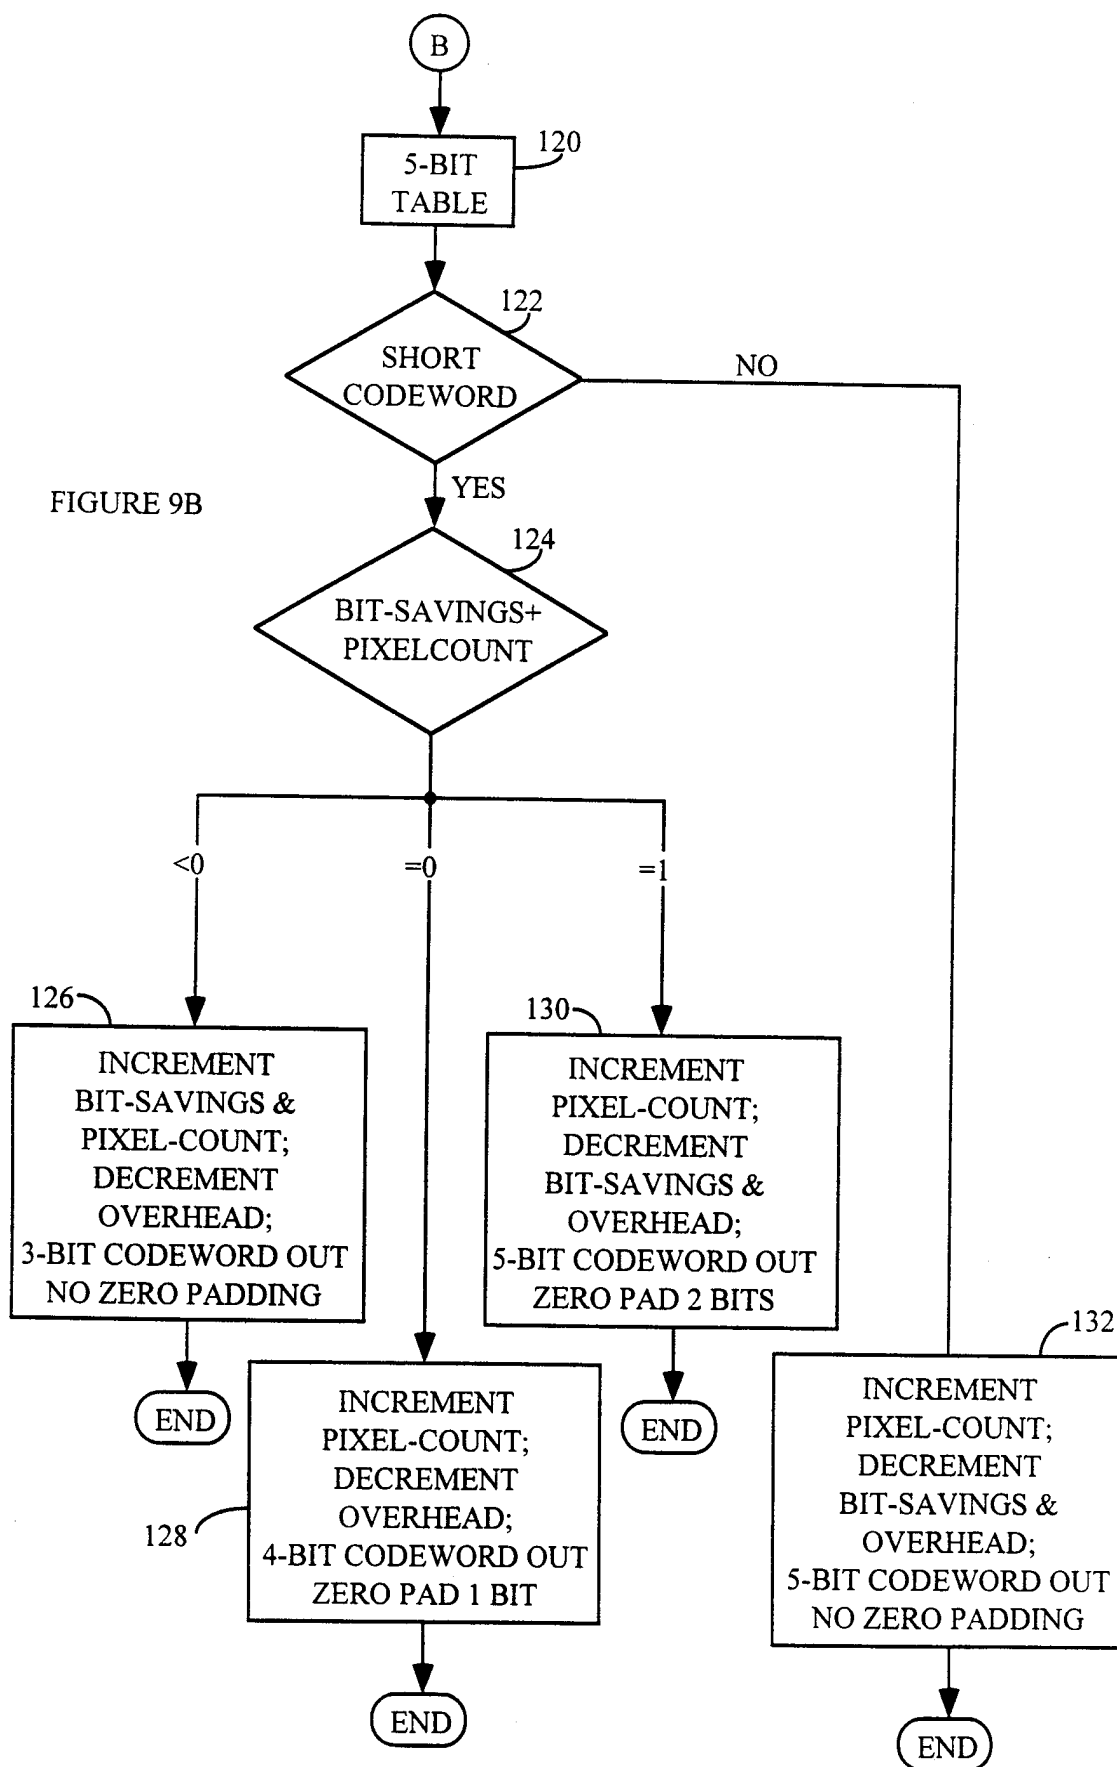 B
120
5-BIT
TABLE
122
SHORT
CODEWORD
NO
YES
FIGURE 9B
124
BIT-SAVINGS+
PIXELCOUNT
<0
=0
=1
126
INCREMENT
BIT-SAVINGS &
PIXEL-COUNT;
DECREMENT
OVERHEAD;
3-BIT CODEWORD OUT
NO ZERO PADDING
END
130
INCREMENT
PIXEL-COUNT;
DECREMENT
BIT-SAVINGS &
OVERHEAD;
5-BIT CODEWORD OUT
ZERO PAD 2 BITS
END
128
INCREMENT
PIXEL-COUNT;
DECREMENT
OVERHEAD;
4-BIT CODEWORD OUT
ZERO PAD 1 BIT
END
132
INCREMENT
PIXEL-COUNT;
DECREMENT
BIT-SAVINGS &
OVERHEAD;
5-BIT CODEWORD OUT
NO ZERO PADDING
END